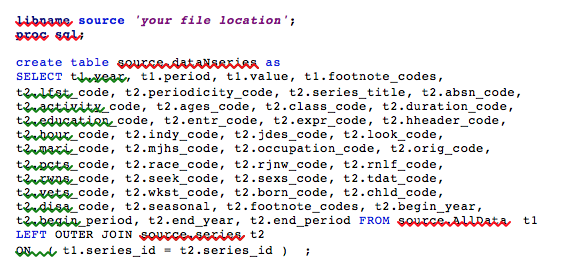 libname source 'your file location';
proc sql;
create table source.dataNseries as
SELECT t1.year, t1.period, t1.value, t1.footnote_codes,
t2.lfst_code, t2.periodicity_code, t2.series_title, t2.absn_code,
t2.activity_code, t2.ages_code, t2.class_code, t2.duration_code,
t2.education_code, t2.entr_code, t2.expr_code, t2.hheader_code,
t2.hour_code, t2.indy_code, t2.jdes_code, t2.look_code,
t2.mari_code, t2.mjhs_code, t2.occupation_code, t2.orig_code,
t2.pcts_code, t2.race_code, t2.rjnw_code, t2.rnlf_code,
t2.rwns_code, t2.seek_code, t2.sexs_code, t2.tdat_code,
t2.vets_code, t2.wkst_code, t2.born_code, t2.chld_code,
t2.disa_code, t2.seasonal, t2.footnote_codes, t2.begin_year,
t2.begin_period, t2.end_year, t2.end_period FROM source.AllData t1
LEFT OUTER JOIN source.series t2
ON ( t1.series_id = t2.series_id ) ;